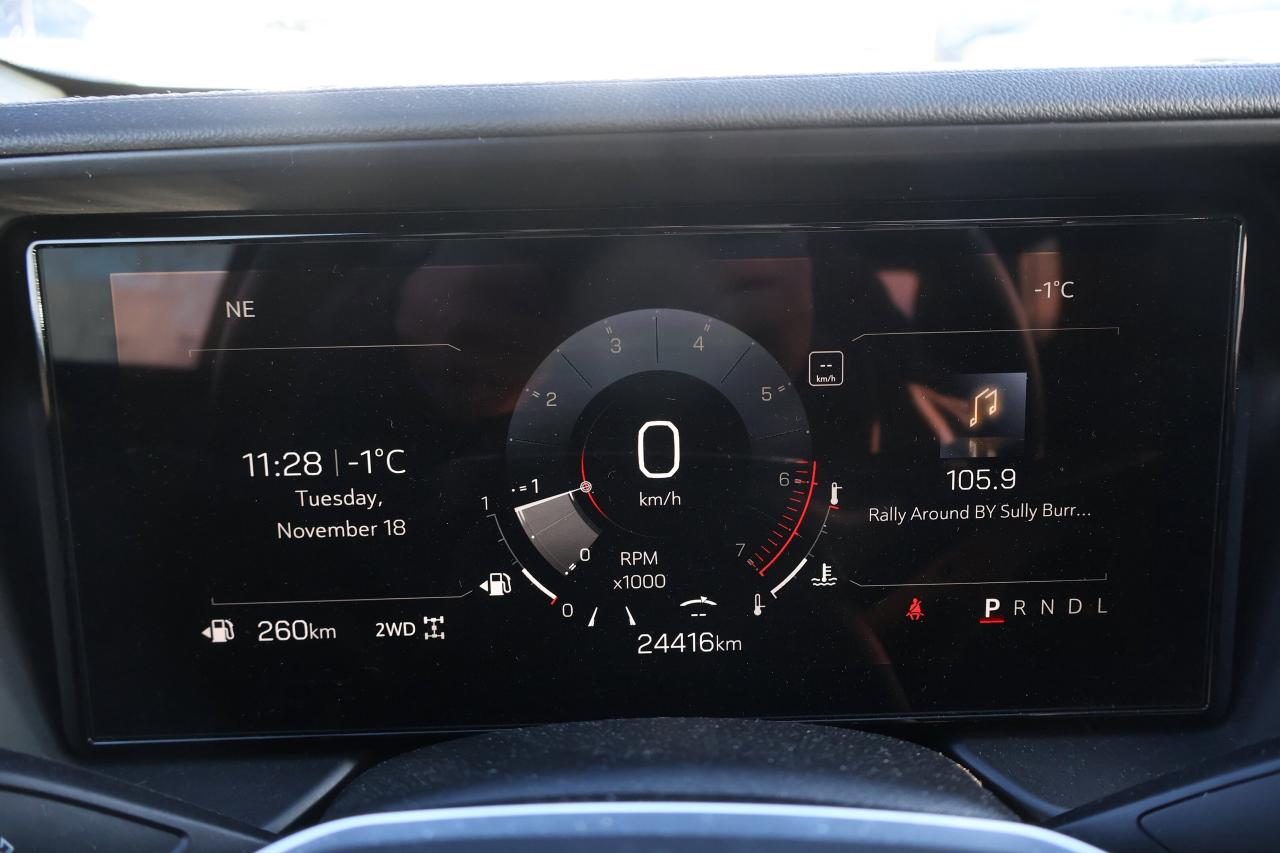 NE
-1°C
11:28 | -1°C
Tuesday,
November 18
0
km/h
RPM
x1000
0
1
2
3
4
5
6
7
1
0
--
km/h
105.9
Rally Around BY Sully Burr...
260km
2WD
--
24416km
P R N D L